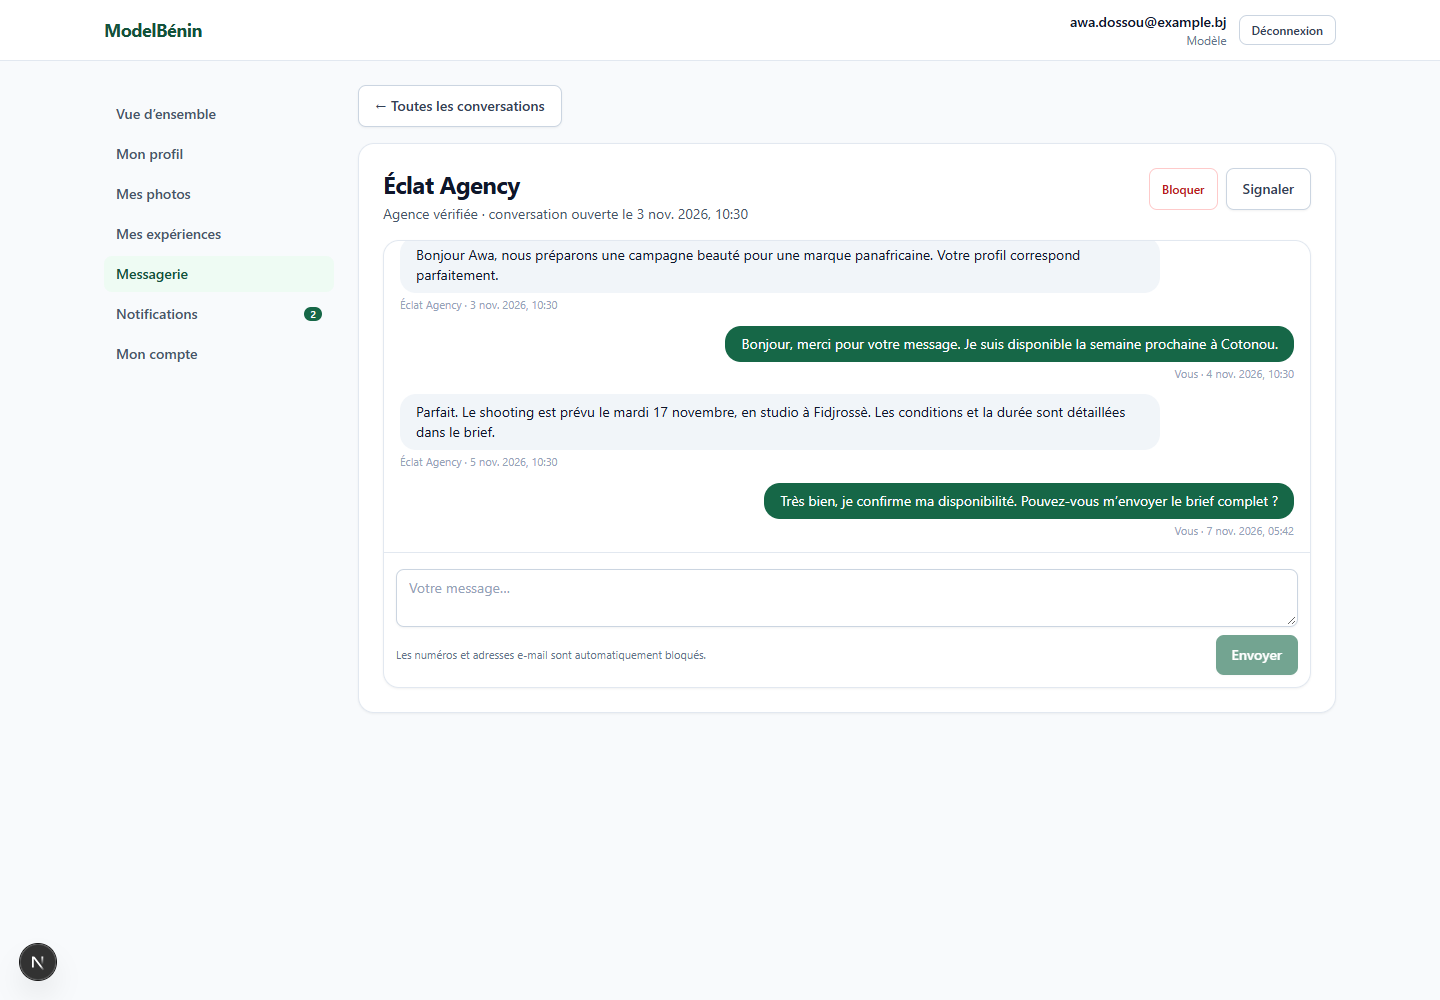 ModelBénin
awa.dossou@example.bj
Modèle
Déconnexion
Vue d’ensemble
Mon profil
Mes photos
Mes expériences
Messagerie
Notifications
2
Mon compte
← Toutes les conversations
Éclat Agency
Agence vérifiée · conversation ouverte le 3 nov. 2026, 10:30
Bloquer
Signaler
Bonjour Awa, nous préparons une campagne beauté pour une marque panafricaine. Votre profil correspond
parfaitement.
Éclat Agency · 3 nov. 2026, 10:30
Bonjour, merci pour votre message. Je suis disponible la semaine prochaine à Cotonou.
Vous · 4 nov. 2026, 10:30
Parfait. Le shooting est prévu le mardi 17 novembre, en studio à Fidjrossè. Les conditions et la durée sont détaillées
dans le brief.
Éclat Agency · 5 nov. 2026, 10:30
Très bien, je confirme ma disponibilité. Pouvez-vous m’envoyer le brief complet ?
Vous · 7 nov. 2026, 05:42
Votre message…
Les numéros et adresses e-mail sont automatiquement bloqués.
Envoyer
N